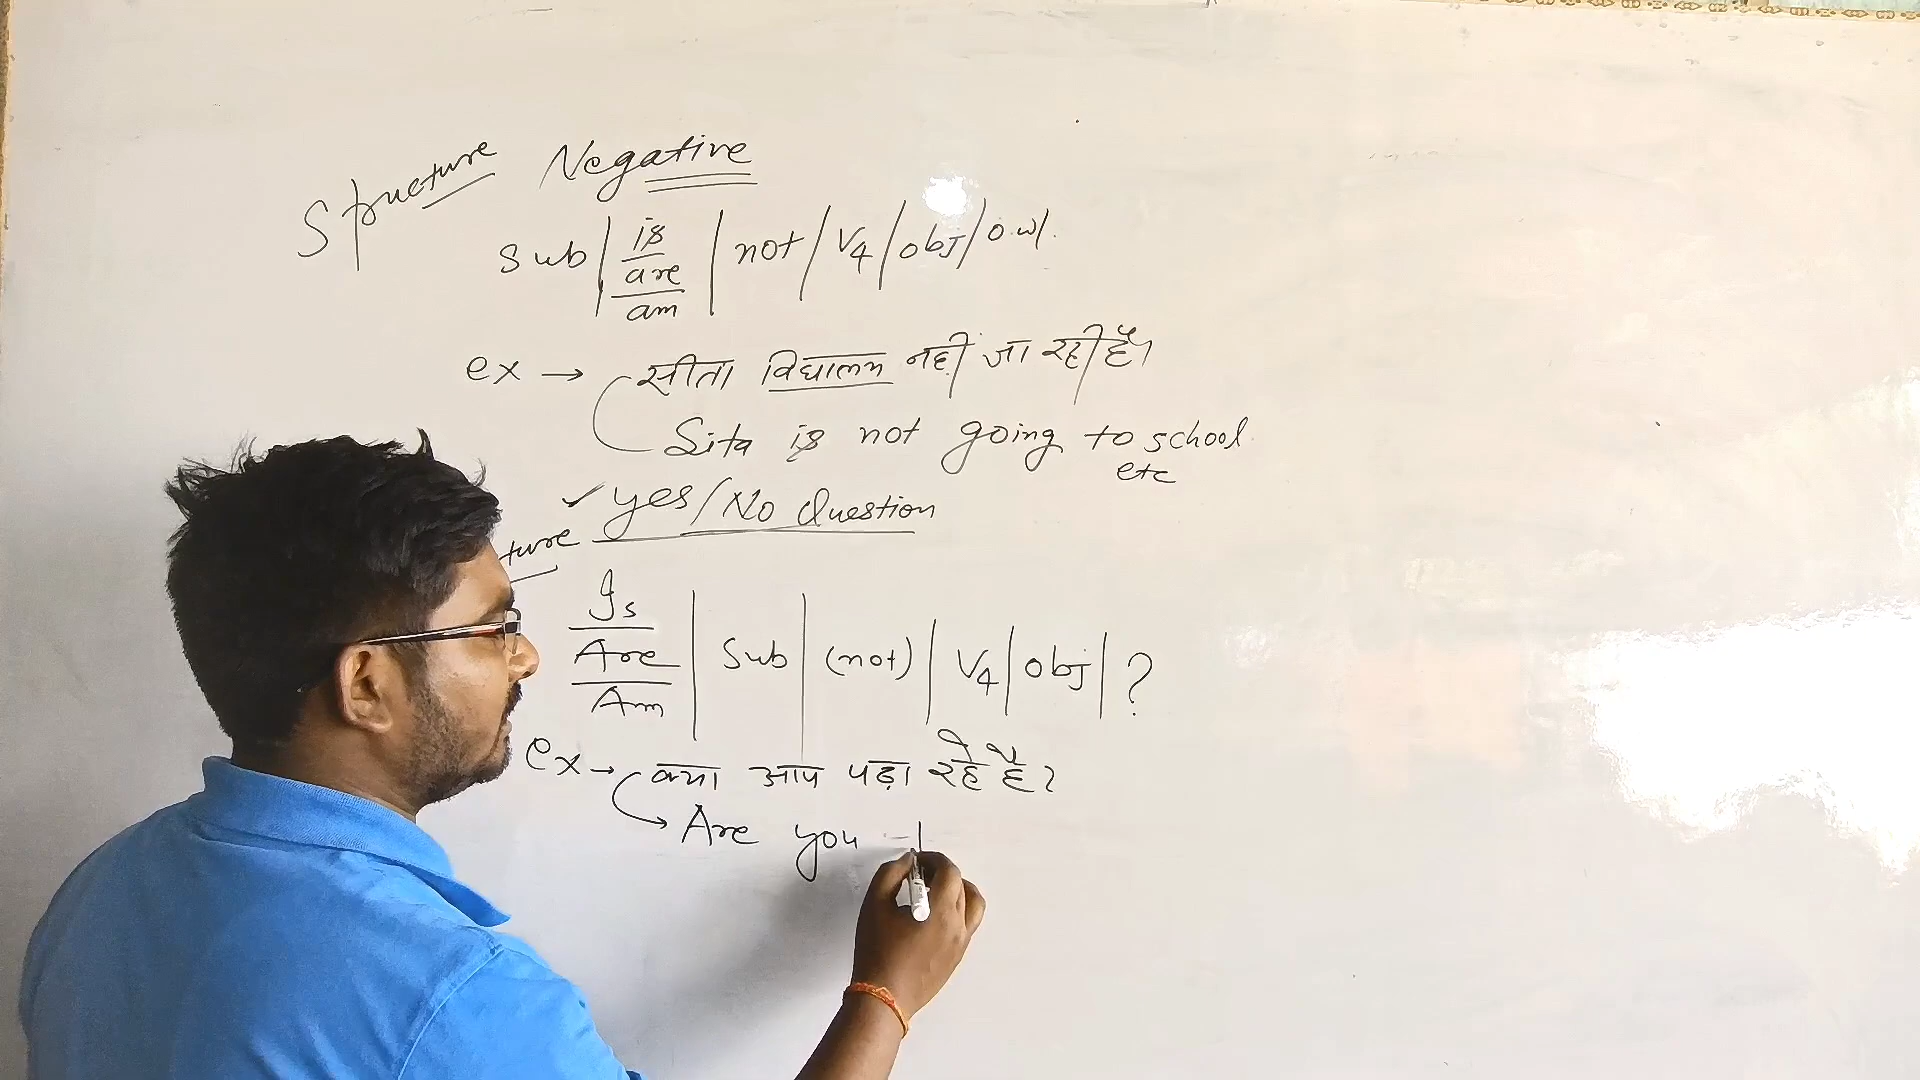 Structure Negative
Sub | is / are / am | not / V4 / obj / o.w/.
ex → सीता विद्यालय नहीं जा रही है।
Sita is not going to school
etc
✓ yes/No Question
ture
Is / Are / Am | Sub | (not) | V4 | obj | ?
ex → क्या आप पढ़ा रहे है?
→ Are you